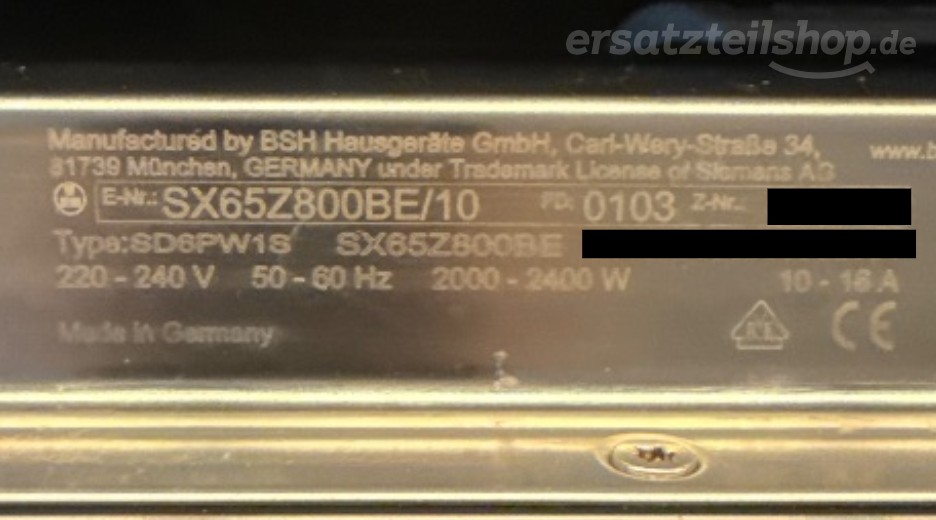 ersatzteilshop.de
Manufactured by BSH Hausgeräte GmbH, Carl-Wery-Straße 34,
81739 München, GERMANY under Trademark License of Siemens AG
E-Nr.: SX65Z800BE/10 FD: 0103 Z-Nr.:
Type:SD6PW1S SX65Z800BE
220 - 240 V 50 - 60 Hz 2000 - 2400 W 10 - 16 A
Made in Germany
CE